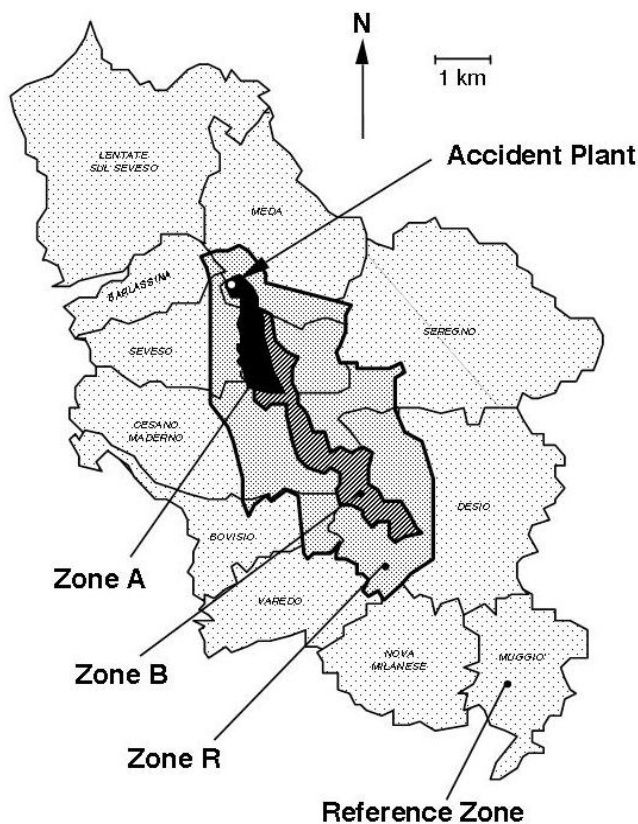 N
1 km
Accident Plant
LENTATE
SUL SEVESO
MEDA
BARLASSINA
SEREGNO
SEVESO
CESANO
MADERNO
DESIO
BOVISIO
Zone A
VAREDO
Zone B
NOVA
MILANESE
MUGGIO'
Zone R
Reference Zone